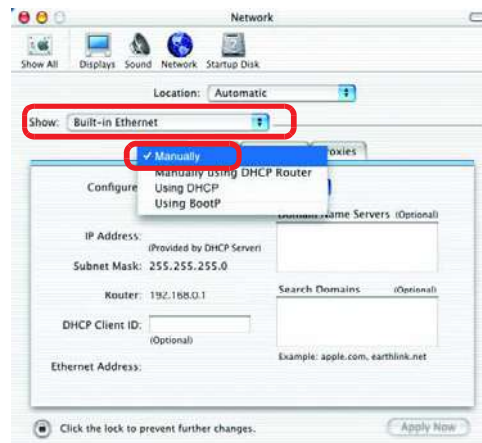 Network
Show All Displays Sound Network Startup Disk
Location: Automatic
Show: Built-in Ethernet
✓ Manually
Proxies
Manually using DHCP Router
Configure
Using DHCP
Using BootP
Domain Name Servers (Optional)
IP Address:
(Provided by DHCP Server)
Subnet Mask: 255.255.255.0
Router: 192.168.0.1
Search Domains (Optional)
DHCP Client ID:
(Optional)
Example: apple.com, earthlink.net
Ethernet Address:
Click the lock to prevent further changes.
Apply Now